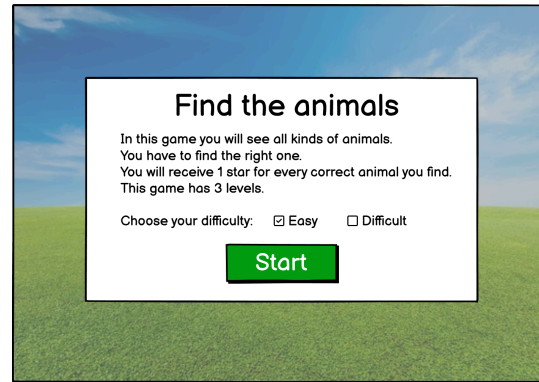 Find the animals
In this game you will see all kinds of animals.
You have to find the right one.
You will receive 1 star for every correct animal you find.
This game has 3 levels.
Choose your difficulty: Easy Difficult
Start